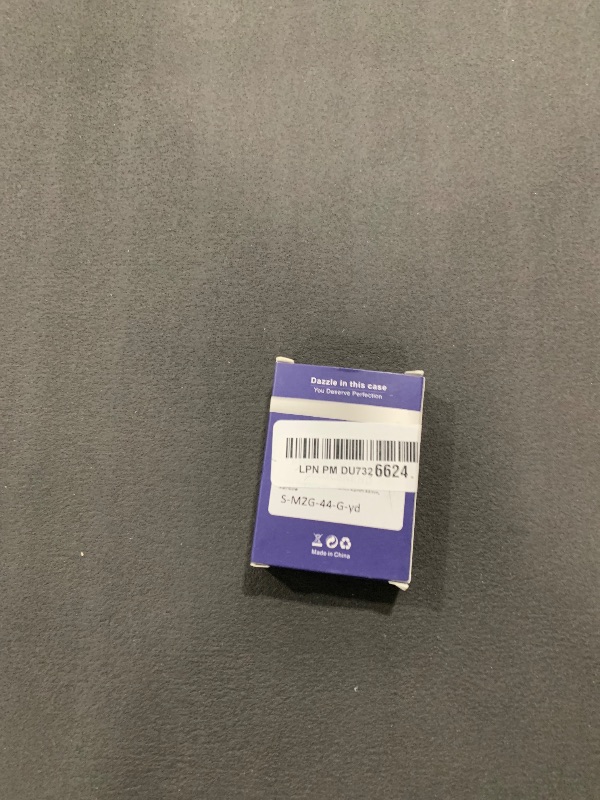 Dazzle in this case
You Deserve Perfection
LPN PM DU7326624
S-MZG-44-G-yd
Made in China